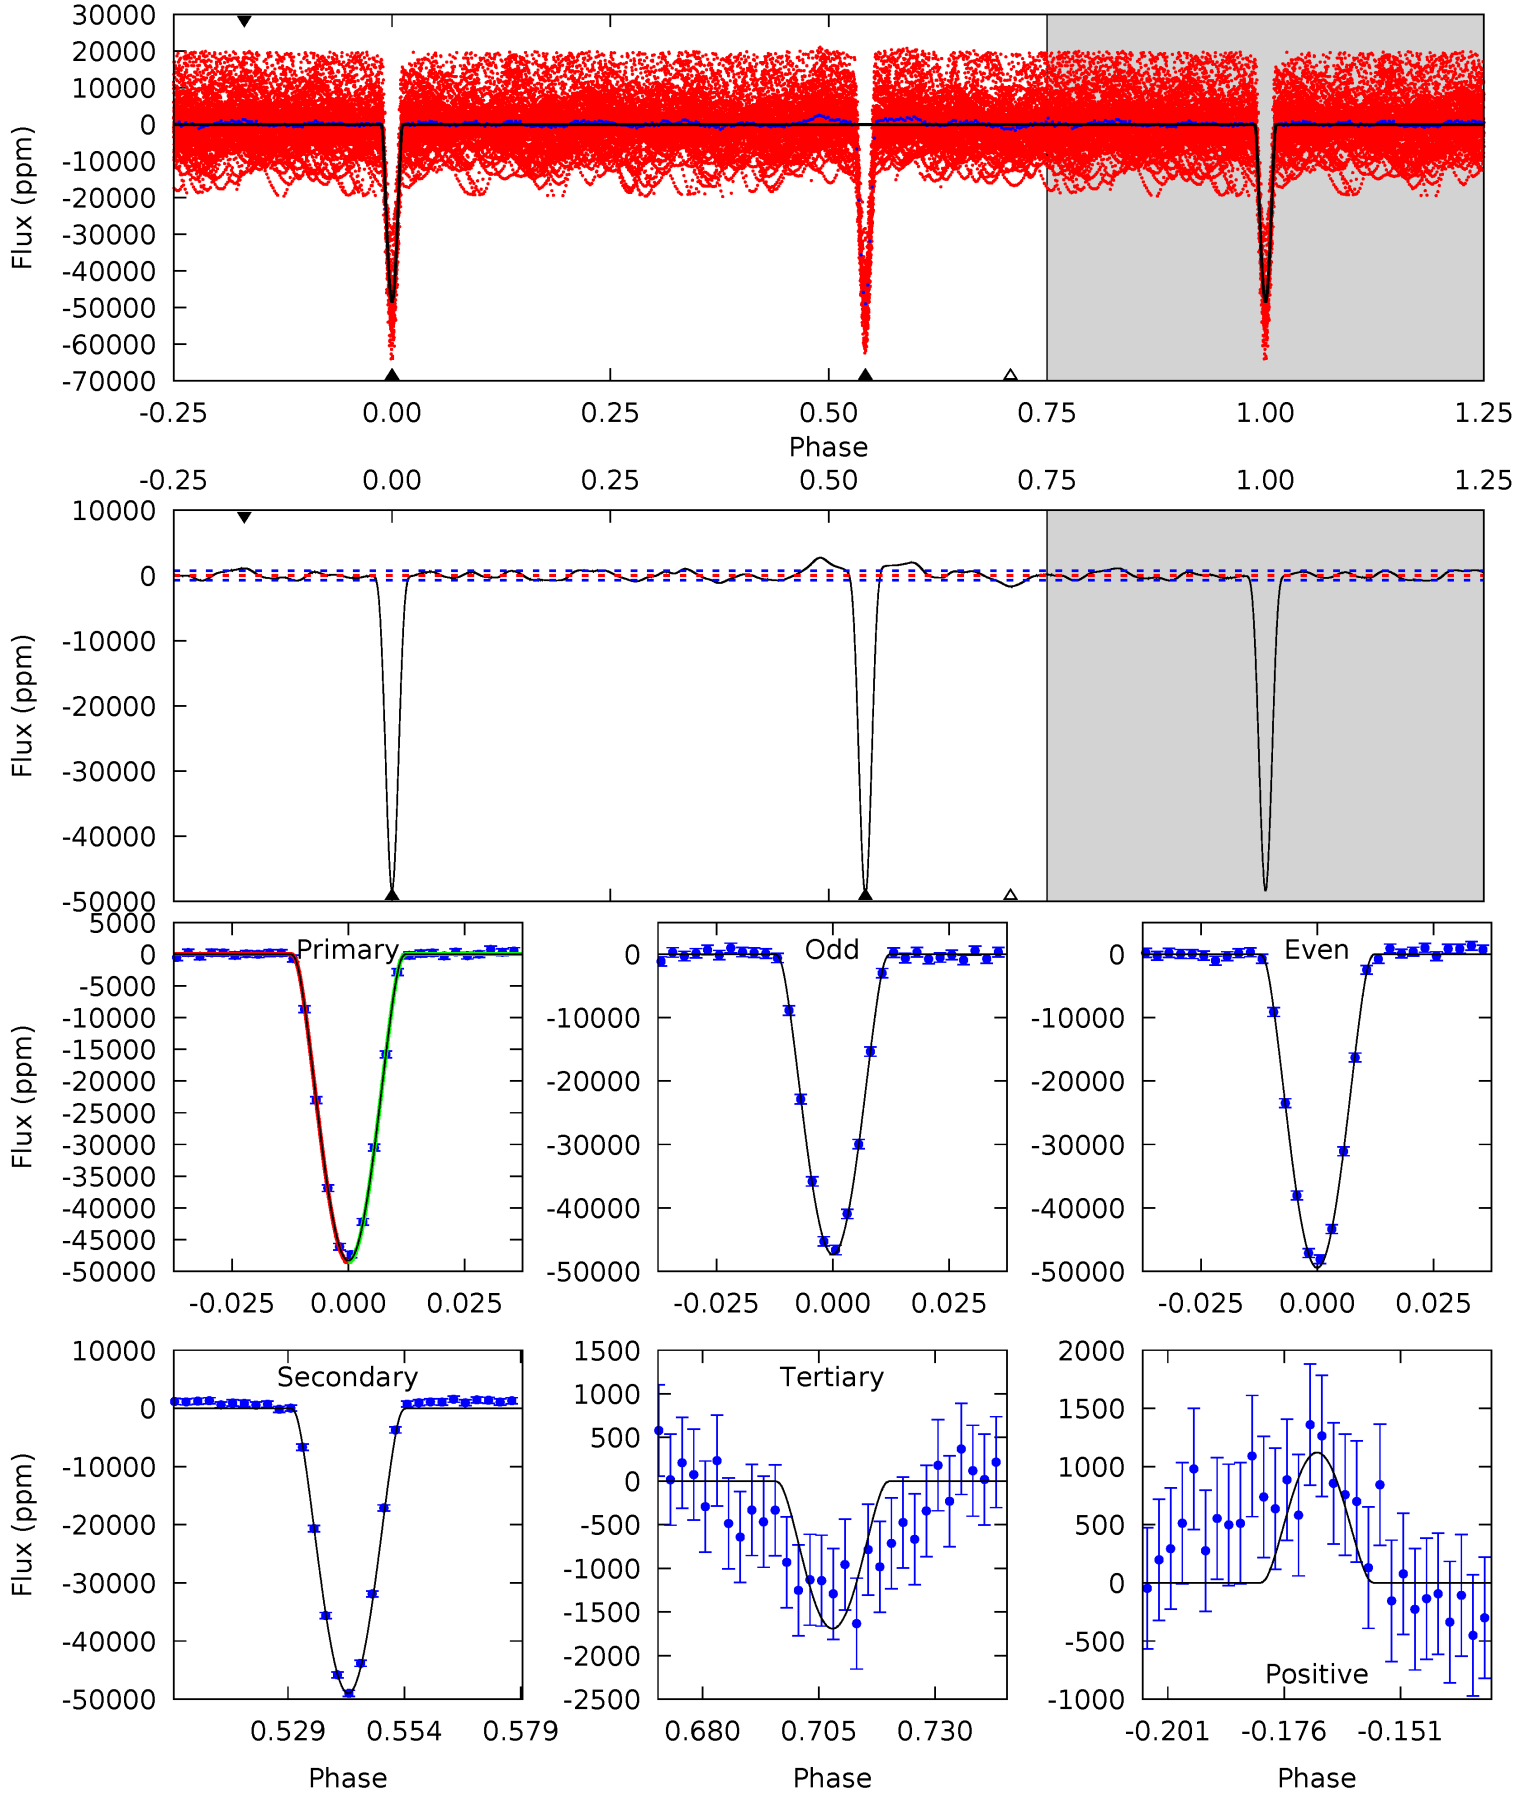 30000
20000
10000
0
-10000
-20000
-30000
-40000
-50000
-60000
-70000
Flux (ppm)
-0.25 0.00 0.25 0.50 0.75 1.00 1.25
Phase
-0.25 0.00 0.25 0.50 0.75 1.00 1.25
10000
0
-10000
-20000
-30000
-40000
-50000
Flux (ppm)
5000
0
-5000
-10000
-15000
-20000
-25000
-30000
-35000
-40000
-45000
-50000
Flux (ppm)
Primary
-0.025 0.000 0.025
0
-10000
-20000
-30000
-40000
-50000
Odd
-0.025 0.000 0.025
0
-10000
-20000
-30000
-40000
-50000
Even
-0.025 0.000 0.025
10000
0
-10000
-20000
-30000
-40000
-50000
Flux (ppm)
Secondary
0.529 0.554 0.579
Phase
1500
1000
500
0
-500
-1000
-1500
-2000
-2500
Tertiary
0.680 0.705 0.730
Phase
2000
1500
1000
500
0
-500
-1000
Positive
-0.201 -0.176 -0.151
Phase